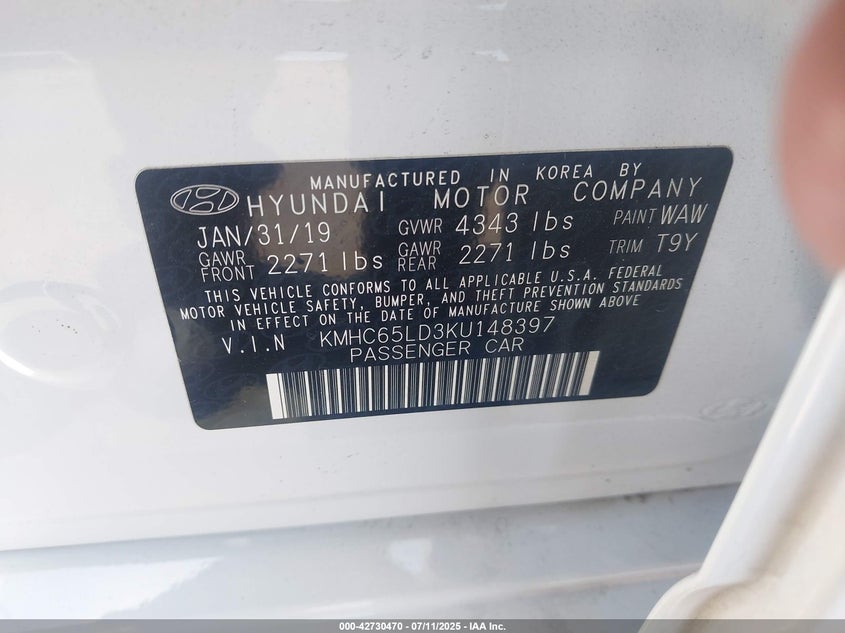 MANUFACTURED IN KOREA BY
HYUNDAI MOTOR COMPANY
JAN/31/19 GVWR 4343 lbs PAINT WAW
GAWR FRONT 2271 lbs GAWR REAR 2271 lbs TRIM T9Y
THIS VEHICLE CONFORMS TO ALL APPLICABLE U.S.A. FEDERAL
MOTOR VEHICLE SAFETY, BUMPER, AND THEFT PREVENTION STANDARDS
IN EFFECT ON THE DATE OF MANUFACTURE SHOWN ABOVE
V.I.N KMHC65LD3KU148397
PASSENGER CAR
000-42730470 - 07/11/2025 - IAA Inc.